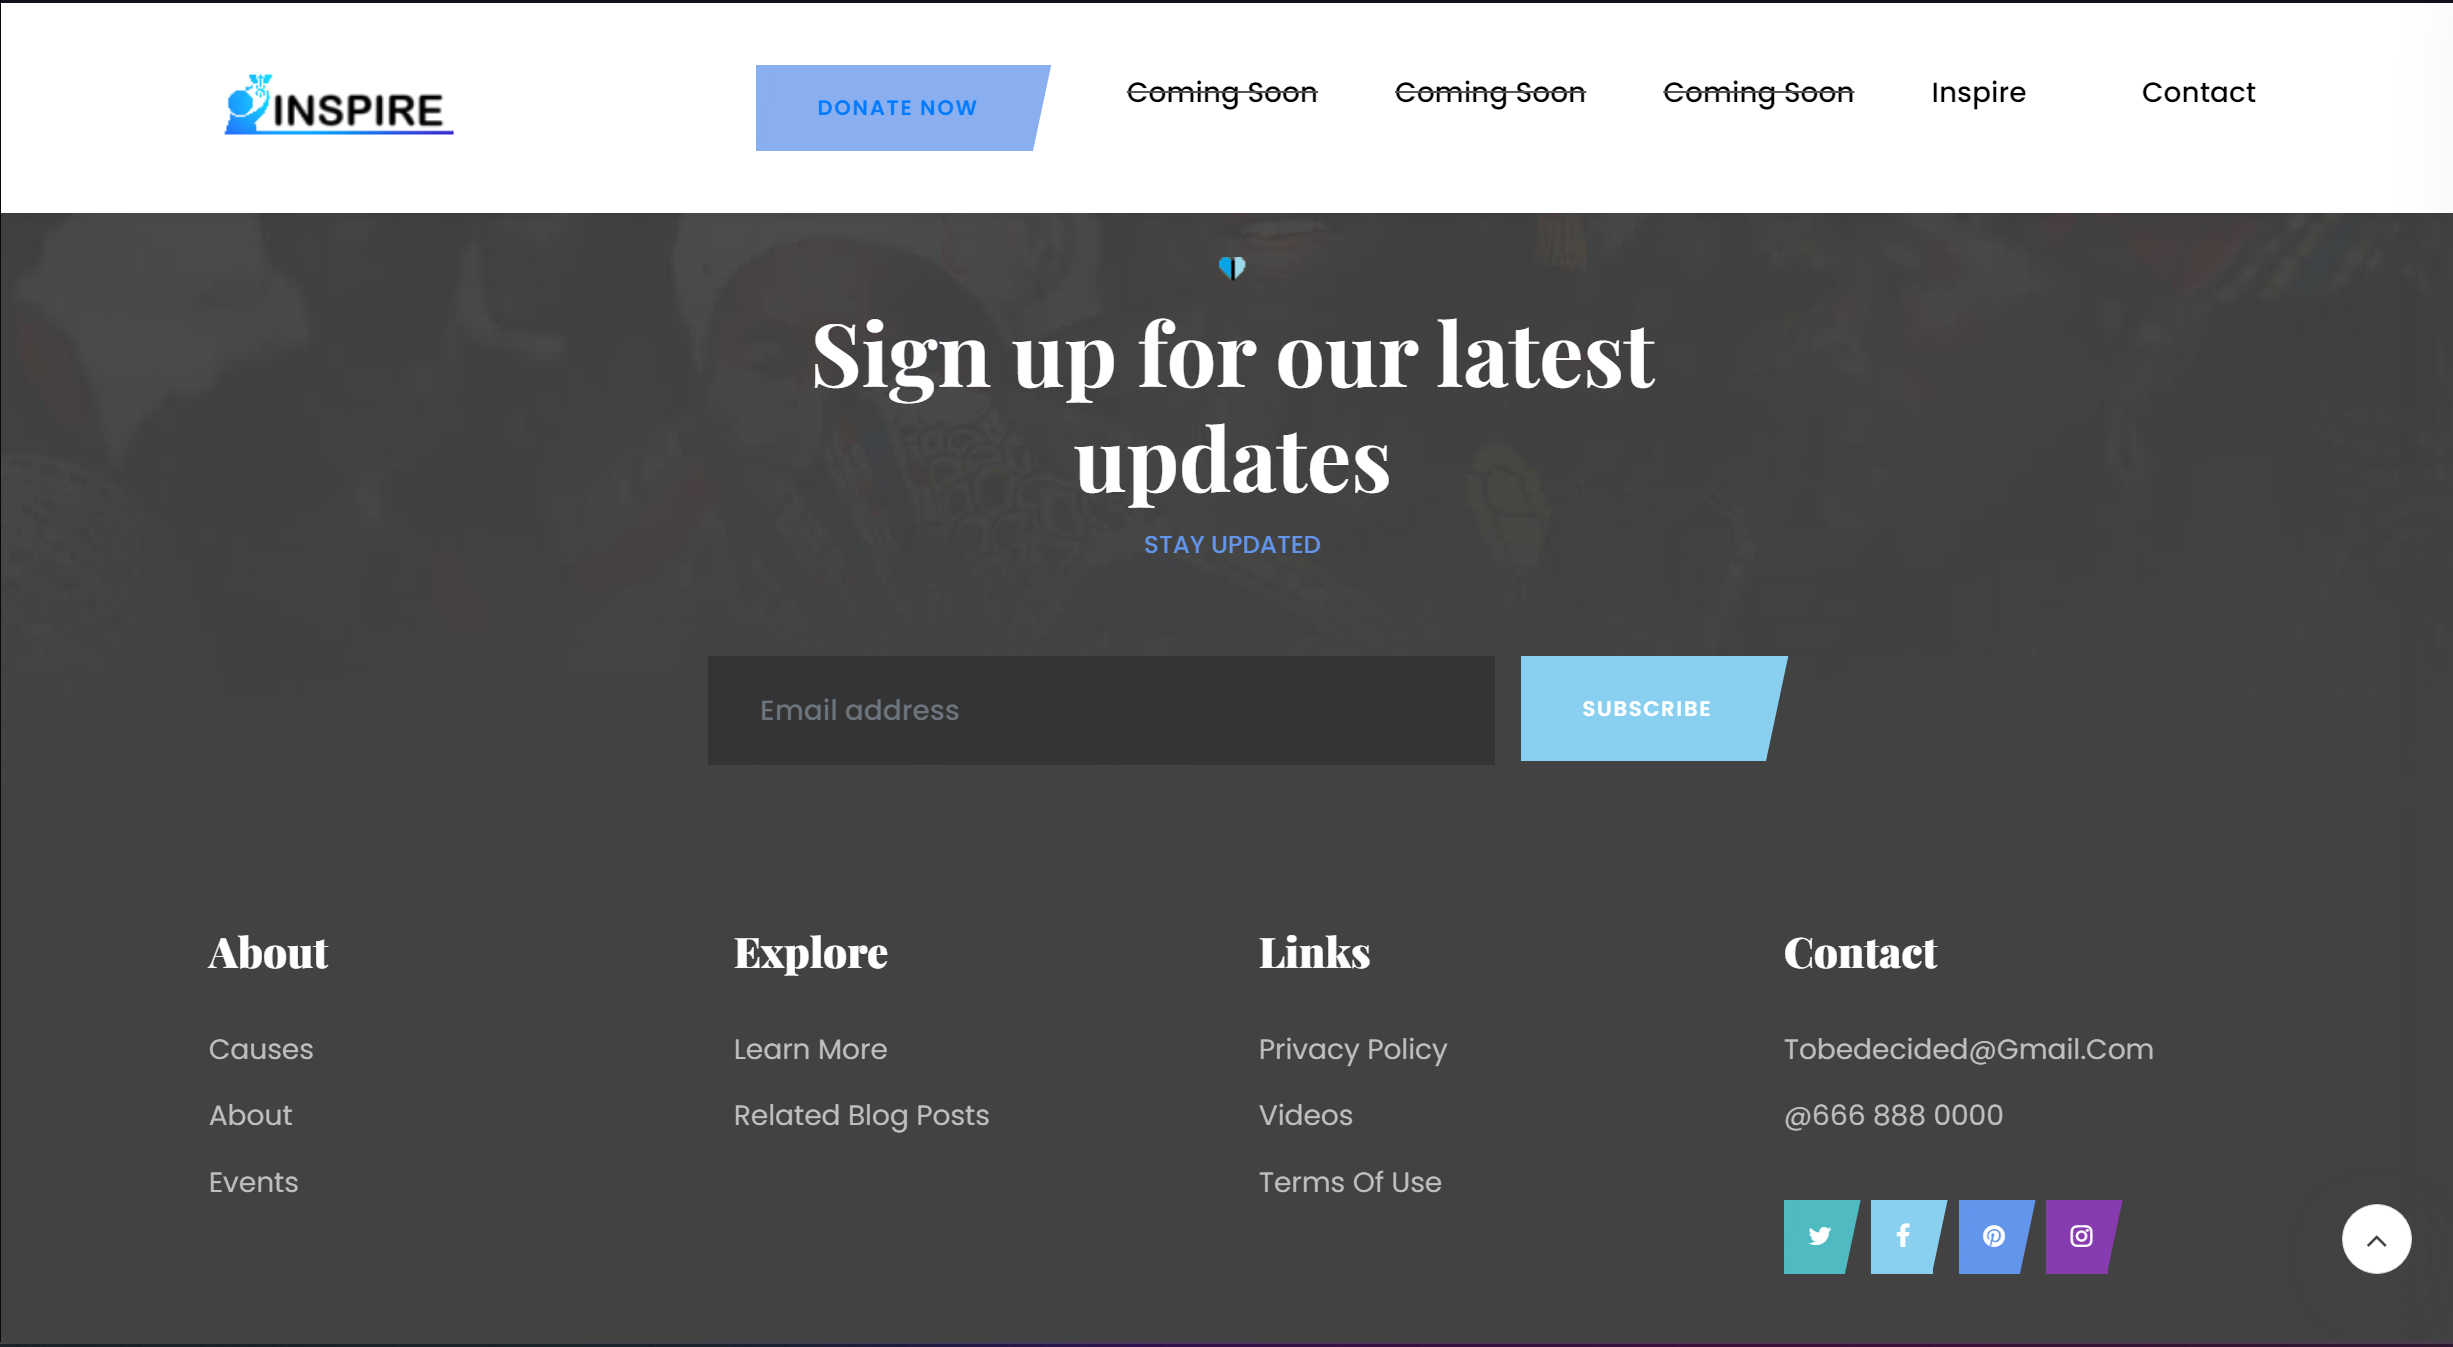 INSPIRE
DONATE NOW
Coming Soon
Coming Soon
Coming Soon
Inspire
Contact
Sign up for our latest
updates
STAY UPDATED
Email address
SUBSCRIBE
About
Causes
About
Events
Explore
Learn More
Related Blog Posts
Links
Privacy Policy
Videos
Terms Of Use
Contact
Tobedecided@Gmail.Com
@666 888 0000